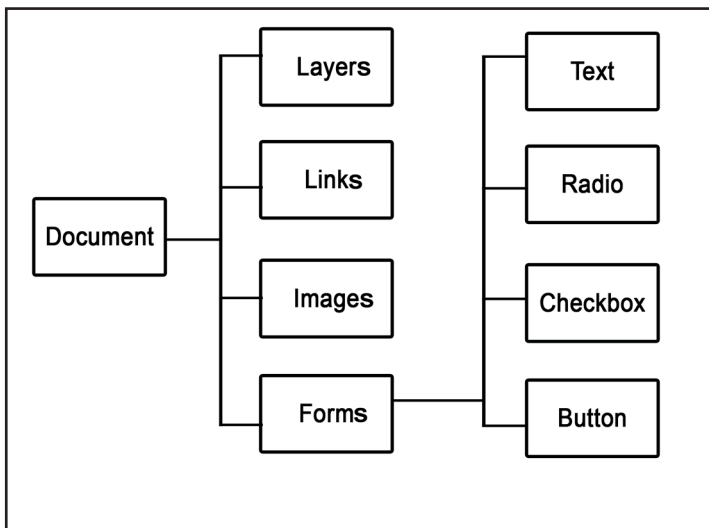 Document
Layers
Links
Images
Forms
Text
Radio
Checkbox
Button